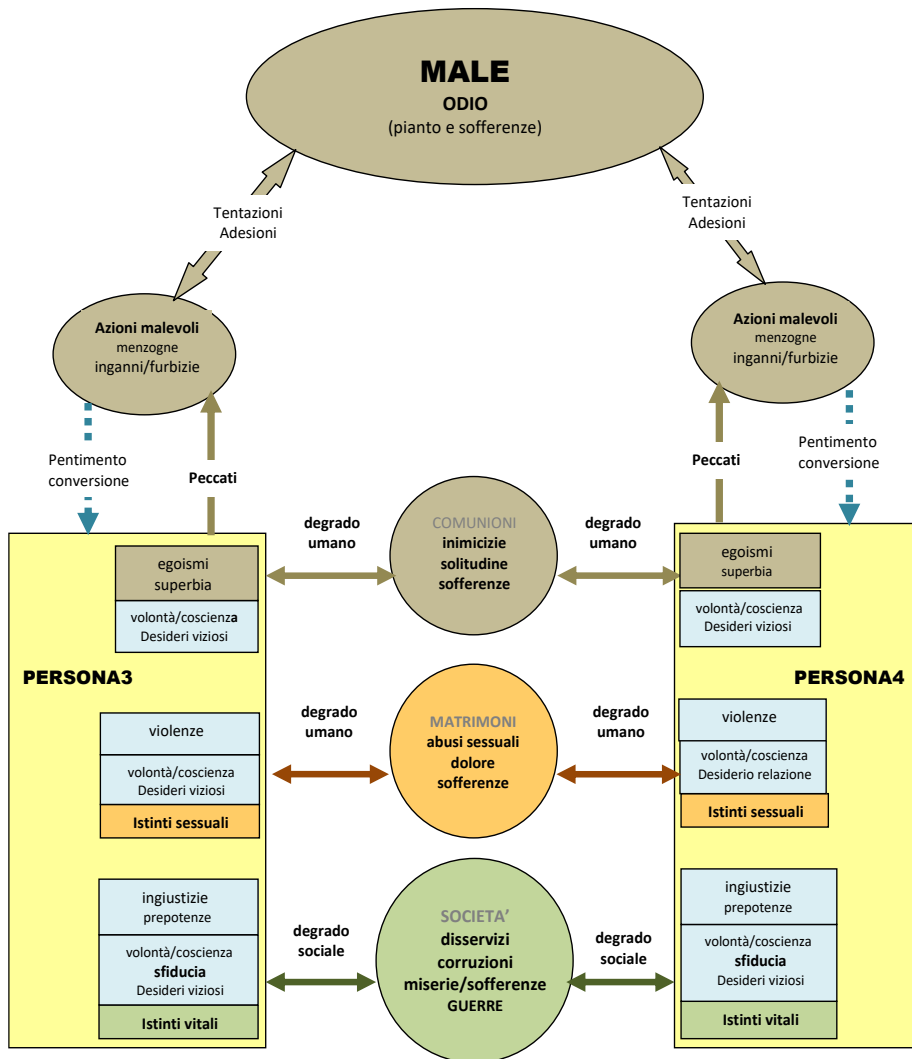 MALE
ODIO
(pianto e sofferenze)
Tentazioni
Adesioni
Tentazioni
Adesioni
Azioni malevoli
menzogne
inganni/furbizie
Azioni malevoli
menzogne
inganni/furbizie
Pentimento
conversione
Peccati
Peccati
Pentimento
conversione
egoismi
superbia
volontà/coscienza
Desideri viziosi
degrado
umano
COMUNIONI
inimicizie
solitudine
sofferenze
degrado
umano
egoismi
superbia
volontà/coscienza
Desideri viziosi
PERSONA3
PERSONA4
violenze
volontà/coscienza
Desideri viziosi
Istinti sessuali
degrado
umano
MATRIMONI
abusi sessuali
dolore
sofferenze
degrado
umano
violenze
volontà/coscienza
Desiderio relazione
Istinti sessuali
ingiustizie
prepotenze
volontà/coscienza
sfiducia
Desideri viziosi
Istinti vitali
degrado
sociale
SOCIETA’
disservizi
corruzioni
miserie/sofferenze
GUERRE
degrado
sociale
ingiustizie
prepotenze
volontà/coscienza
sfiducia
Desideri viziosi
Istinti vitali